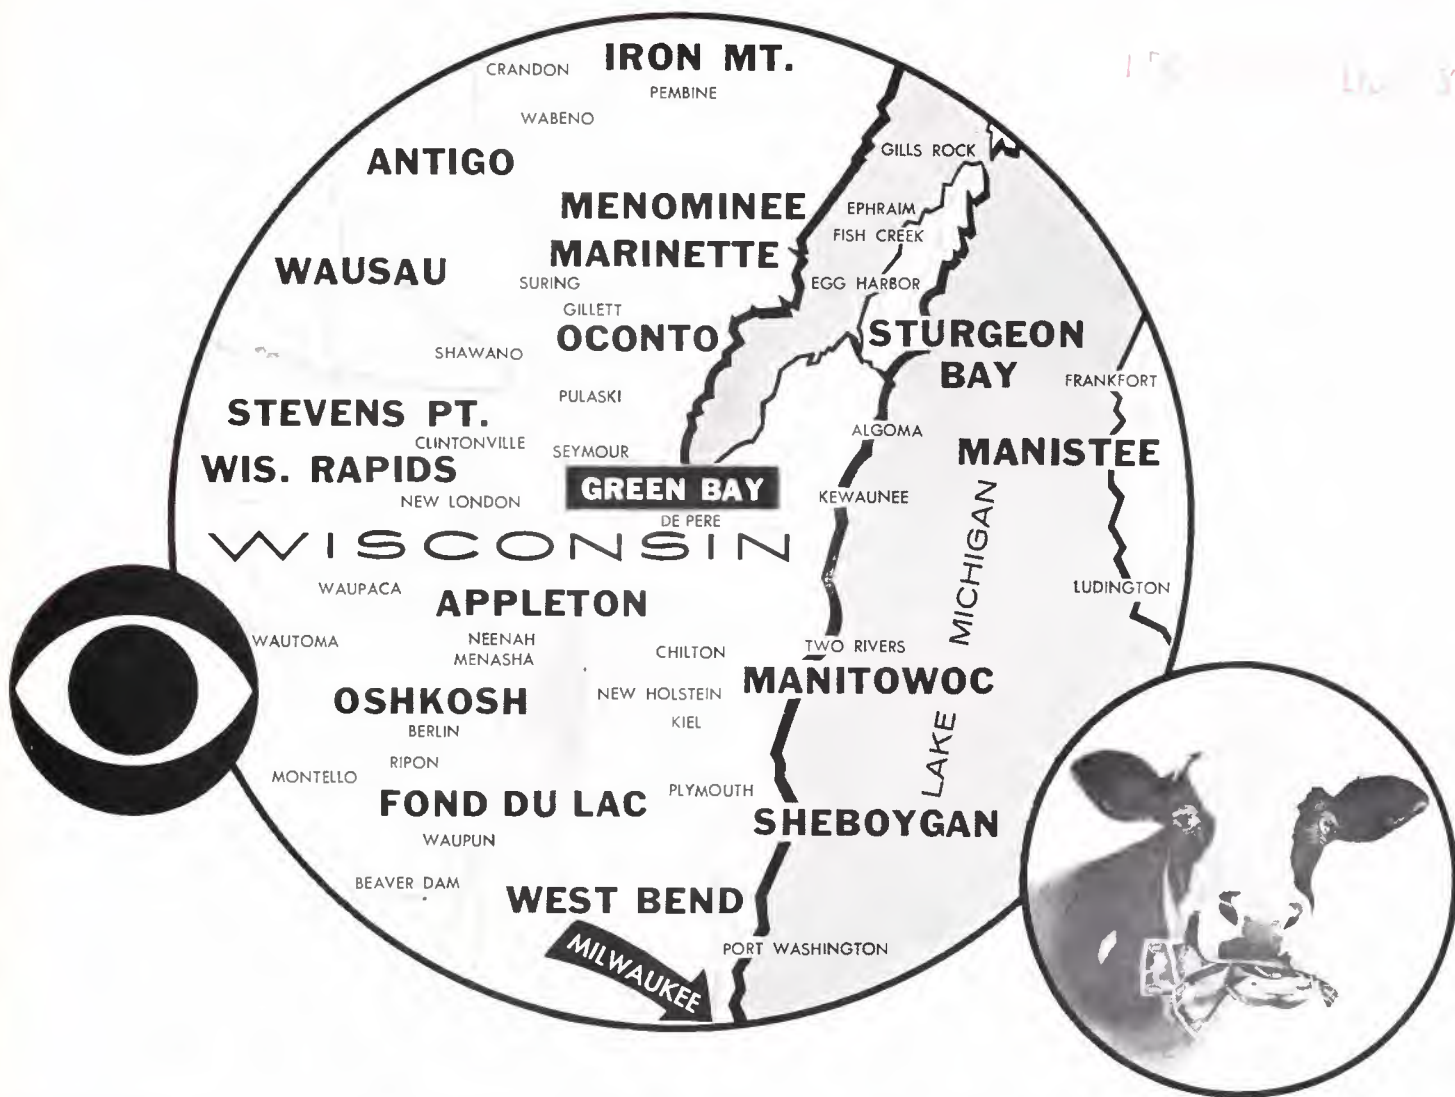 IRON MT.
CRANDON
PEMBINE
WABENO
ANTIGO
GILLS ROCK
MENOMINEE
EPHRAIM
FISH CREEK
MARINETTE
WAUSAU
SURING
EGG HARBOR
GILLETT
OCONTO
STURGEON
BAY
SHAWANO
FRANKFORT
PULASKI
STEVENS PT.
CLINTONVILLE
SEYMOUR
ALGOMA
MANISTEE
WIS. RAPIDS
GREEN BAY
NEW LONDON
KEWAUNEE
DE PERE
WISCONSIN
LAKE MICHIGAN
WAUPACA
APPLETON
LUDINGTON
WAUTOMA
NEENAH
MENASHA
CHILTON
TWO RIVERS
MANITOWOC
OSHKOSH
NEW HOLSTEIN
KIEL
BERLIN
RIPON
MONTELLO
FOND DU LAC
PLYMOUTH
SHEBOYGAN
WAUPUN
BEAVER DAM
WEST BEND
MILWAUKEE
PORT WASHINGTON